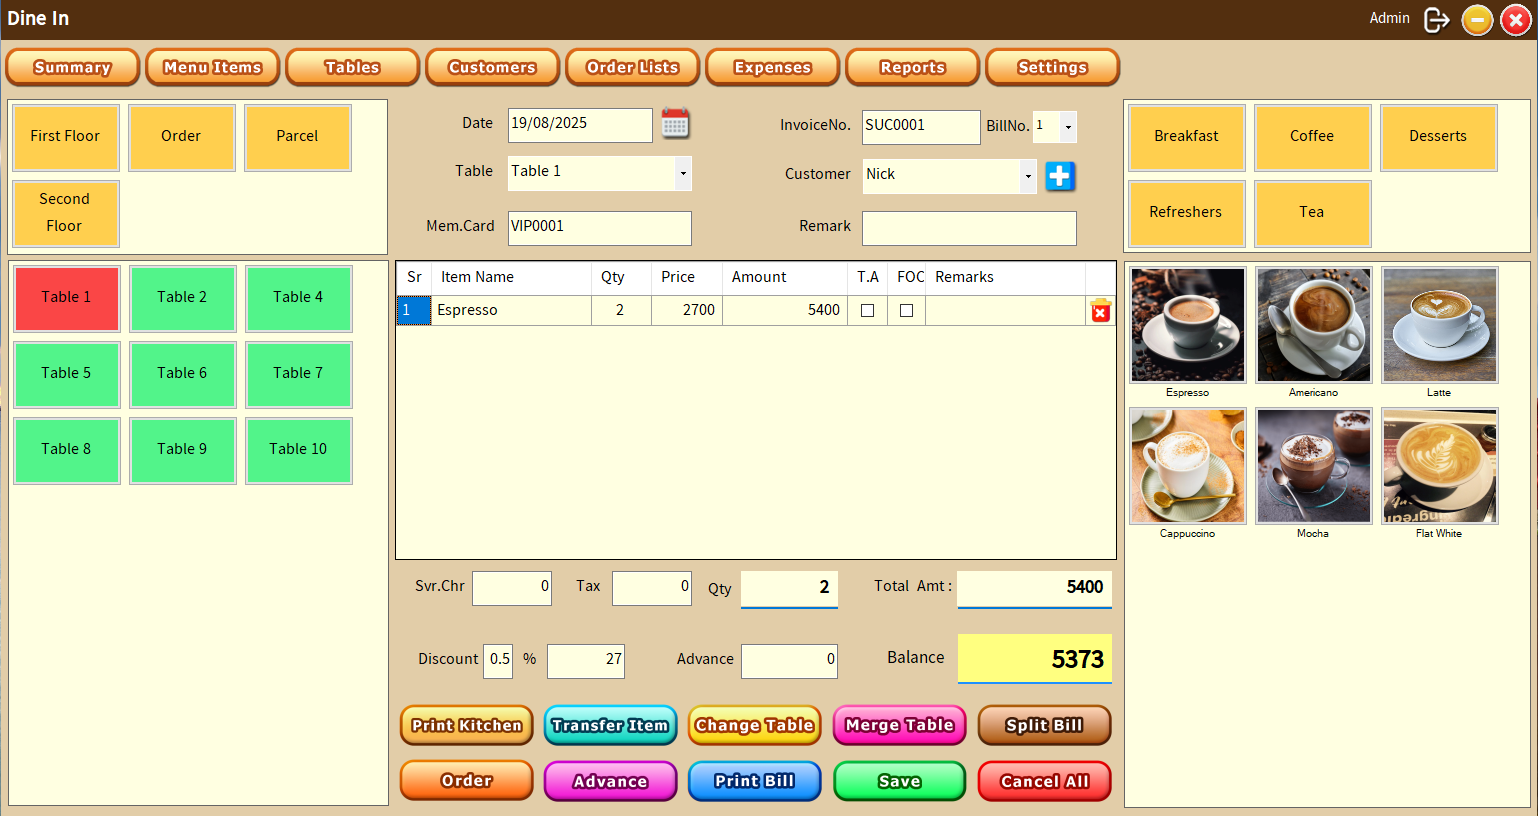 Dine In
Admin
Summary
Menu Items
Tables
Customers
Order Lists
Expenses
Reports
Settings
First Floor
Order
Parcel
Second
Floor
Date 19/08/2025
InvoiceNo. SUC0001 BillNo. 1
Table Table 1
Customer Nick
Mem.Card VIP0001
Remark
Breakfast
Coffee
Desserts
Refreshers
Tea
Table 1
Table 2
Table 4
Table 5
Table 6
Table 7
Table 8
Table 9
Table 10
Sr Item Name Qty Price Amount T.A FOC Remarks
1 Espresso 2 2700 5400
Espresso
Americano
Latte
Cappuccino
Mocha
Flat White
Svr.Chr 0 Tax 0 Qty 2 Total Amt : 5400
Discount 0.5 % 27 Advance 0 Balance 5373
Print Kitchen
Transfer Item
Change Table
Merge Table
Split Bill
Order
Advance
Print Bill
Save
Cancel All